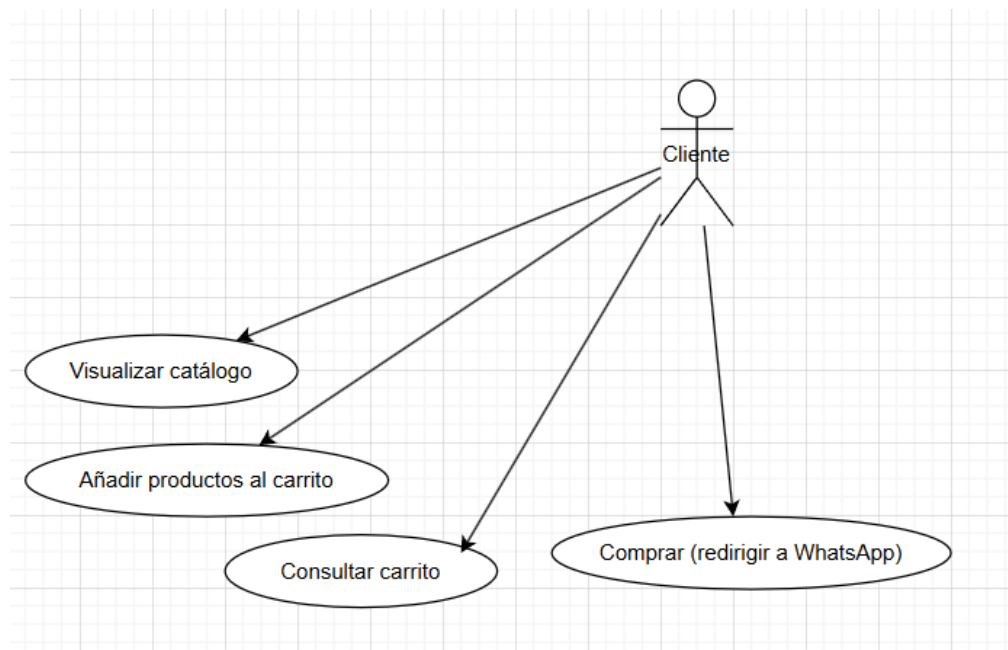 Cliente
Visualizar catálogo
Añadir productos al carrito
Consultar carrito
Comprar (redirigir a WhatsApp)